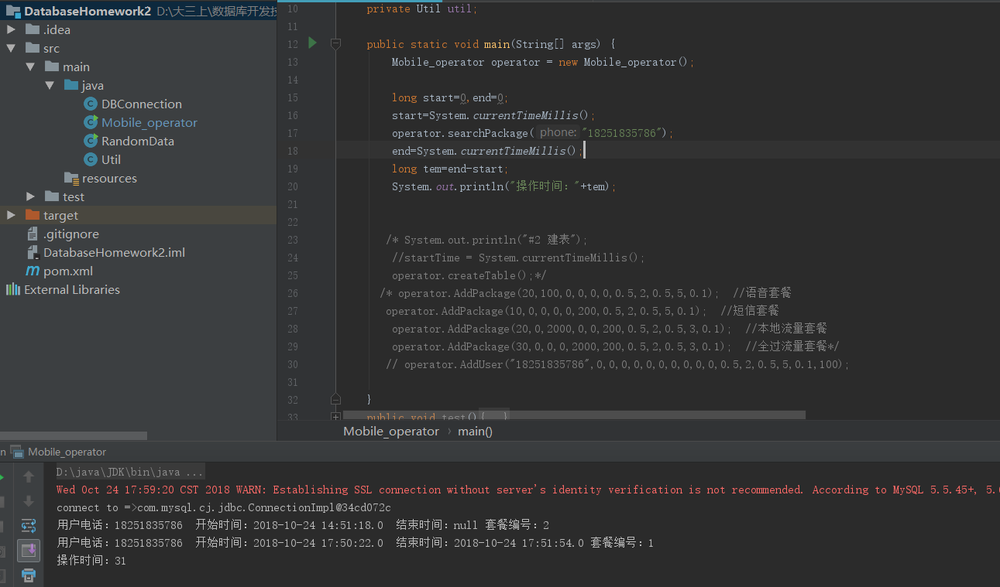 DatabaseHomework2 D:\大三上\数据库开发技
.idea
src
main
java
DBConnection
Mobile_operator
RandomData
Util
resources
test
target
.gitignore
DatabaseHomework2.iml
pom.xml
External Libraries
10 private Util util;
11
12 public static void main(String[] args) {
13 Mobile_operator operator = new Mobile_operator();
14
15 long start=0,end=0;
16 start=System.currentTimeMillis();
17 operator.searchPackage( phone: "18251835786");
18 end=System.currentTimeMillis();
19 long tem=end-start;
20 System.out.println("操作时间："+tem);
21
22
23 /* System.out.println("#2 建表");
24 //startTime = System.currentTimeMillis();
25 operator.createTable();*/
26 /* operator.AddPackage(20,100,0,0,0,0,0.5,2,0.5,5,0.1); //语音套餐
27 operator.AddPackage(10,0,0,0,0,200,0.5,2,0.5,5,0.1); //短信套餐
28 operator.AddPackage(20,0,2000,0,0,200,0.5,2,0.5,3,0.1); //本地流量套餐
29 operator.AddPackage(30,0,0,0,2000,200,0.5,2,0.5,3,0.1); //全过流量套餐*/
30 // operator.AddUser("18251835786",0,0,0,0,0,0,0,0,0,0,0.5,2,0.5,5,0.1,100);
31
32 }
33 public void test(){...}
Mobile_operator › main()
n Mobile_operator
D:\java\JDK\bin\java ...
Wed Oct 24 17:59:20 CST 2018 WARN: Establishing SSL connection without server's identity verification is not recommended. According to MySQL 5.5.45+, 5.
connect to =>com.mysql.cj.jdbc.ConnectionImpl@34cd072c
用户电话：18251835786 开始时间：2018-10-24 14:51:18.0 结束时间：null 套餐编号：2
用户电话：18251835786 开始时间：2018-10-24 17:50:22.0 结束时间：2018-10-24 17:51:54.0 套餐编号：1
操作时间：31